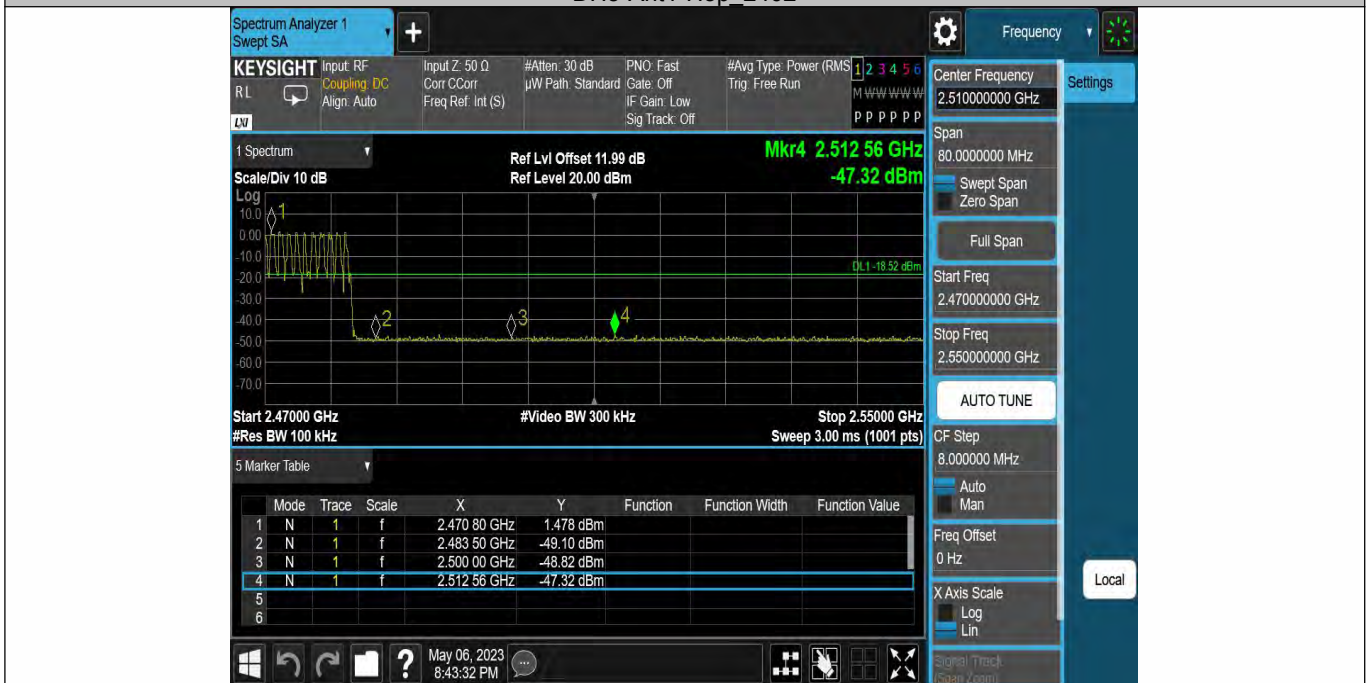 Spectrum Analyzer 1
Swept SA
+
Frequency
KEYSIGHT
RL
LXI
Input: RF
Coupling: DC
Align: Auto
Input Z: 50 Ω
Corr CCorr
Freq Ref: Int (S)
#Atten: 30 dB
µW Path: Standard
PNO: Fast
Gate: Off
IF Gain: Low
Sig Track: Off
#Avg Type: Power (RMS
Trig: Free Run
1 2 3 4 5 6
M W W W W W
P P P P P P
Center Frequency
2.510000000 GHz
Settings
1 Spectrum
Scale/Div 10 dB
Ref Lvl Offset 11.99 dB
Ref Level 20.00 dBm
Mkr4 2.512 56 GHz
-47.32 dBm
Log
10.0
0.00
-10.0
-20.0
-30.0
-40.0
-50.0
-60.0
-70.0
1
2
3
4
DL1 -18.52 dBm
Start 2.47000 GHz
#Res BW 100 kHz
#Video BW 300 kHz
Stop 2.55000 GHz
Sweep 3.00 ms (1001 pts)
Span
80.0000000 MHz
Swept Span
Zero Span
Full Span
Start Freq
2.470000000 GHz
Stop Freq
2.550000000 GHz
AUTO TUNE
CF Step
8.000000 MHz
Auto
Man
Freq Offset
0 Hz
X Axis Scale
Log
Lin
Signal Track
(Span Zoom)
Local
5 Marker Table
Mode Trace Scale X Y Function Function Width Function Value
1 N 1 f 2.470 80 GHz 1.478 dBm
2 N 1 f 2.483 50 GHz -49.10 dBm
3 N 1 f 2.500 00 GHz -48.82 dBm
4 N 1 f 2.512 56 GHz -47.32 dBm
5
6
?
May 06, 2023
8:43:32 PM